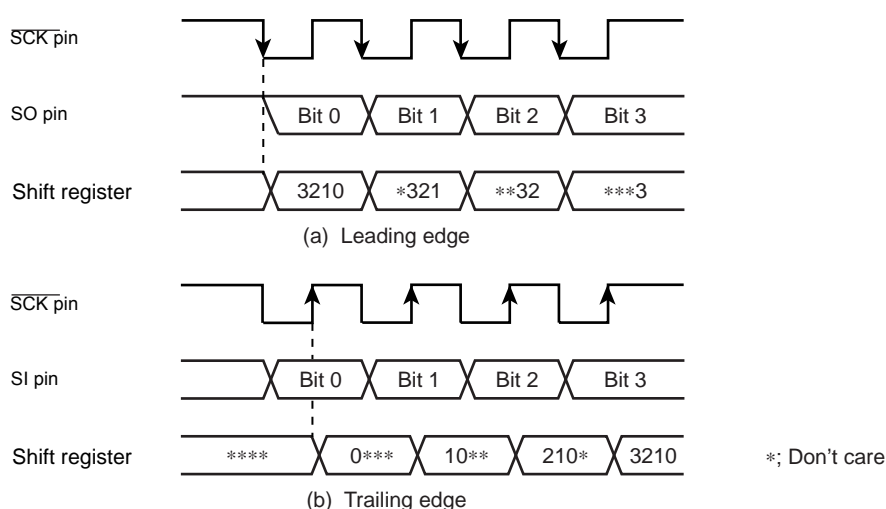 SCK pin
SO pin Bit 0 Bit 1 Bit 2 Bit 3
Shift register 3210 *321 **32 ***3
(a) Leading edge
SCK pin
SI pin Bit 0 Bit 1 Bit 2 Bit 3
Shift register **** 0*** 10** 210* 3210 *; Don't care
(b) Trailing edge